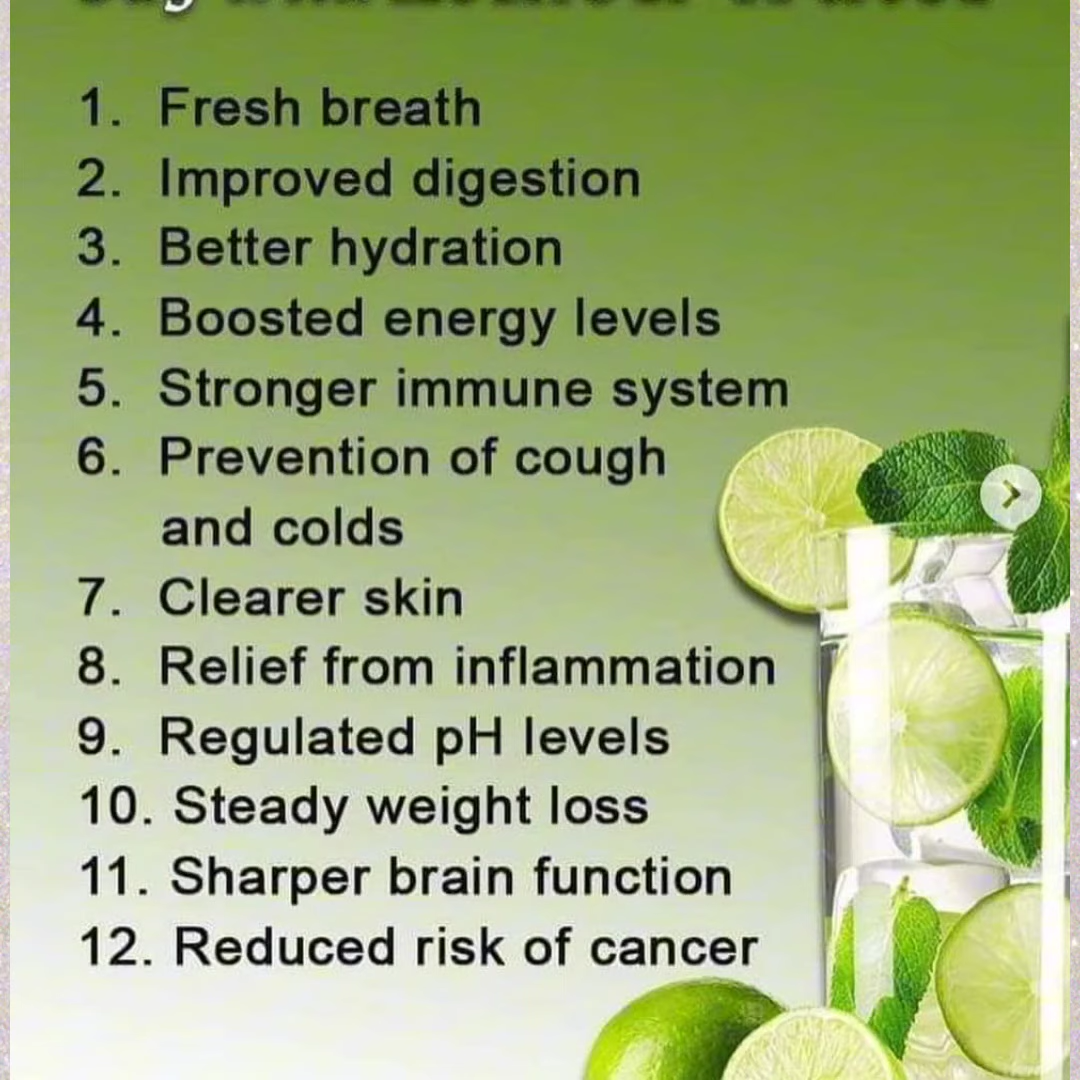 1. Fresh breath
2. Improved digestion
3. Better hydration
4. Boosted energy levels
5. Stronger immune system
6. Prevention of cough
and colds
7. Clearer skin
8. Relief from inflammation
9. Regulated pH levels
10. Steady weight loss
11. Sharper brain function
12. Reduced risk of cancer